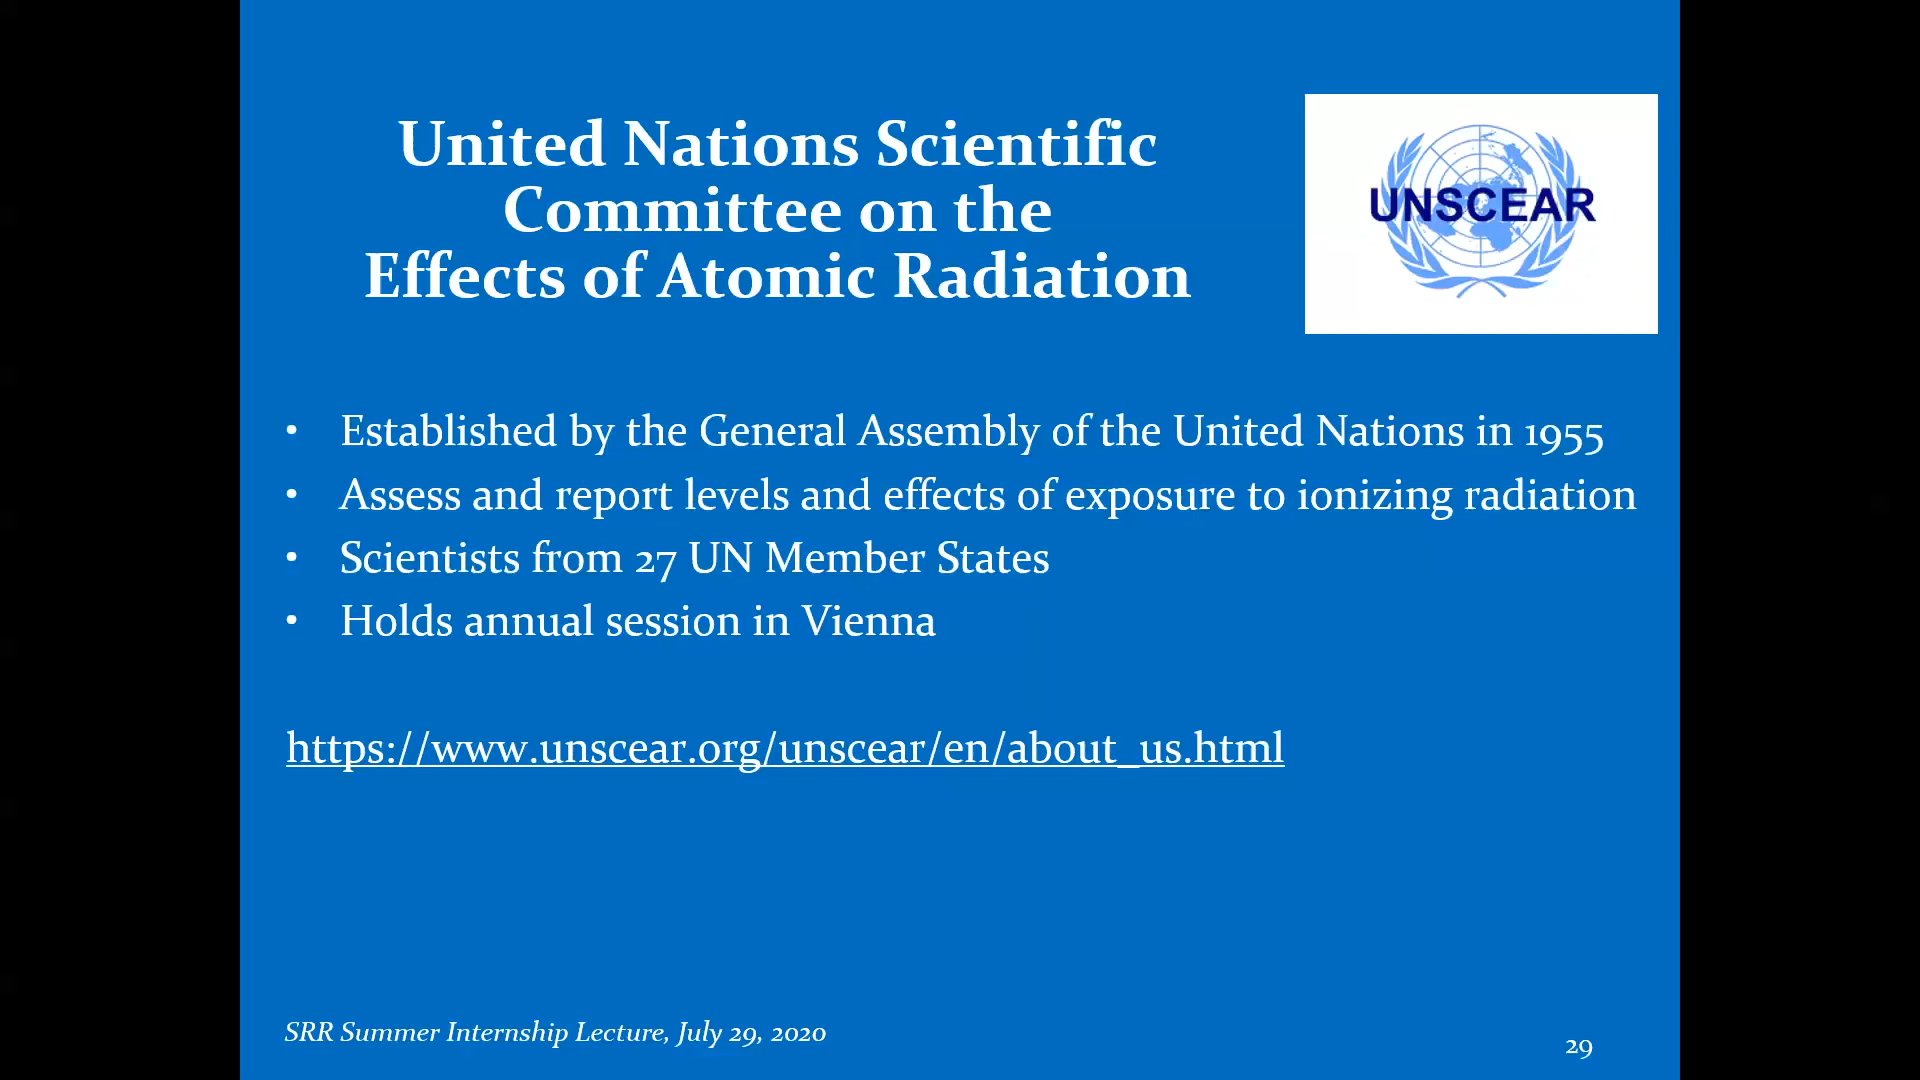 United Nations Scientific
Committee on the
Effects of Atomic Radiation
UNSCEAR
• Established by the General Assembly of the United Nations in 1955
• Assess and report levels and effects of exposure to ionizing radiation
• Scientists from 27 UN Member States
• Holds annual session in Vienna
https://www.unscear.org/unscear/en/about_us.html
SRR Summer Internship Lecture, July 29, 2020
29